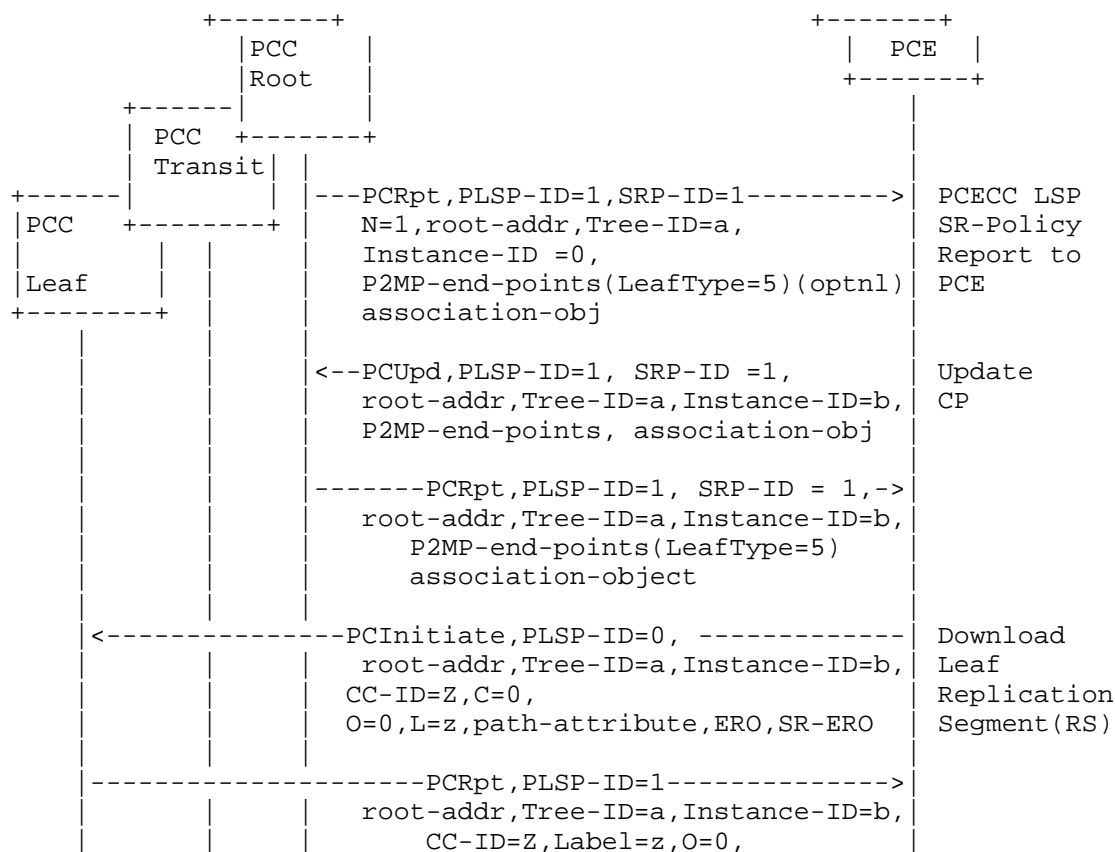 +-------+                             +-------+
                 |PCC    |                             |  PCE  |
                 |Root   |                             +-------+
         +------|       |                                 |
         | PCC  +-------+                                 |
         | Transit| |                                     |
+------|        | |---PCRpt,PLSP-ID=1,SRP-ID=1--------->| PCECC LSP
|PCC   +--------+ |   N=1,root-addr,Tree-ID=a,          | SR-Policy
|        |  |     |   Instance-ID =0,                   | Report to
|Leaf    |  |     |   P2MP-end-points(LeafType=5)(optnl)| PCE
+--------+  |     |   association-obj                   |
    |       |     |                                     |
    |       |     |<--PCUpd,PLSP-ID=1, SRP-ID =1,       | Update
    |       |     |   root-addr,Tree-ID=a,Instance-ID=b,| CP
    |       |     |   P2MP-end-points, association-obj  |
    |       |     |                                     |
    |       |     |-------PCRpt,PLSP-ID=1, SRP-ID = 1,->|
    |       |     |   root-addr,Tree-ID=a,Instance-ID=b,|
    |       |     |      P2MP-end-points(LeafType=5)    |
    |       |     |      association-object             |
    |       |     |                                     |
    |<---------------PCInitiate,PLSP-ID=0, -------------| Download
    |       |     |   root-addr,Tree-ID=a,Instance-ID=b,| Leaf
    |       |     |  CC-ID=Z,C=0,                       | Replication
    |       |     |  O=0,L=z,path-attribute,ERO,SR-ERO  | Segment(RS)
    |       |     |                                     |
    |---------------------PCRpt,PLSP-ID=1-------------->|
    |       |     |   root-addr,Tree-ID=a,Instance-ID=b,|
    |       |     |       CC-ID=Z,Label=z,O=0,          |